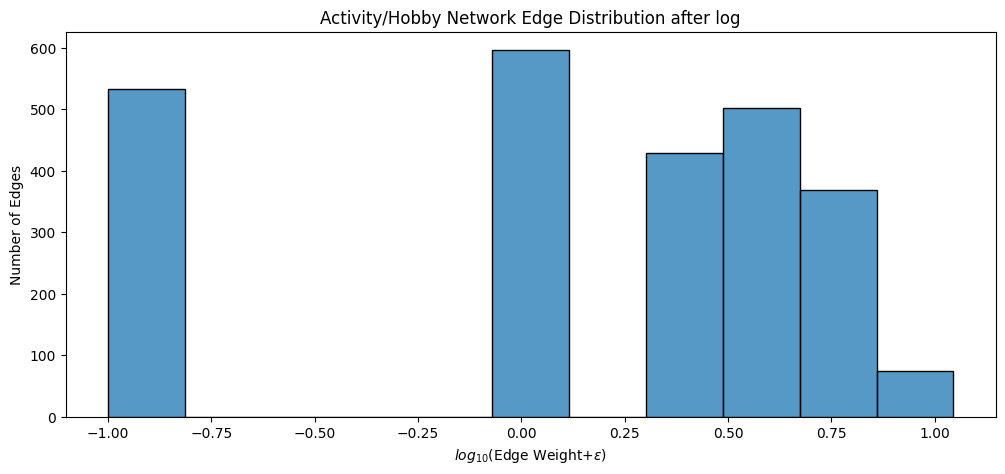 Activity/Hobby Network Edge Distribution after log
Number of Edges
600
500
400
300
200
100
0
−1.00 −0.75 −0.50 −0.25 0.00 0.25 0.50 0.75 1.00
log₁₀(Edge Weight+ε)